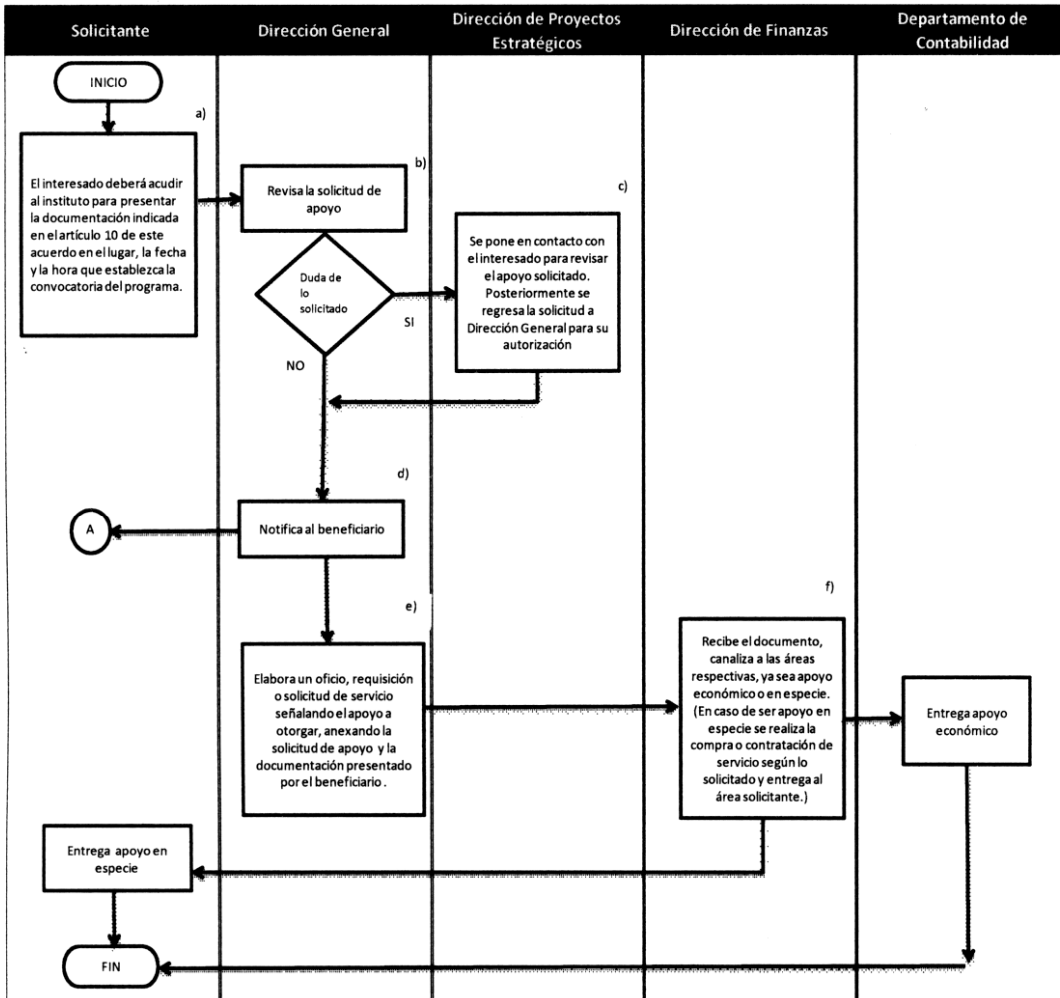 Solicitante
Dirección General
Dirección de Proyectos
Estratégicos
Dirección de Finanzas
Departamento de
Contabilidad
INICIO
a)
El interesado deberá acudir
al instituto para presentar
la documentación indicada
en el artículo 10 de este
acuerdo en el lugar, la fecha
y la hora que establezca la
convocatoria del programa.
b)
Revisa la solicitud de
apoyo
Duda de
lo
solicitado
SI
NO
c)
Se pone en contacto con
el interesado para revisar
el apoyo solicitado.
Posteriormente se
regresa la solicitud a
Dirección General para su
autorización
d)
Notifica al beneficiario
A
e)
Elabora un oficio, requisición
o solicitud de servicio
señalando el apoyo a
otorgar, anexando la
solicitud de apoyo y la
documentación presentado
por el beneficiario.
f)
Recibe el documento,
canaliza a las áreas
respectivas, ya sea apoyo
económico o en especie.
(En caso de ser apoyo en
especie se realiza la
compra o contratación de
servicio según lo
solicitado y entrega al
área solicitante.)
Entrega apoyo
económico
Entrega apoyo en
especie
FIN